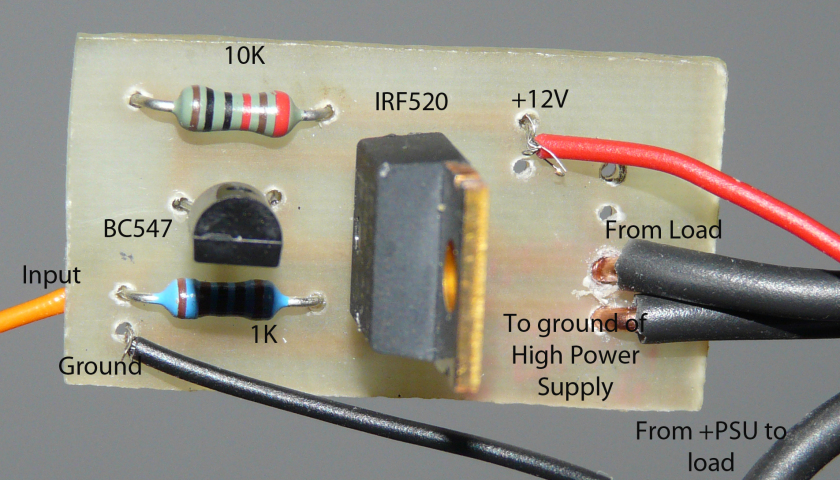 10K
IRF520
+12V
BC547
From Load
Input
1K
To ground of
High Power
Supply
Ground
From +PSU to
load